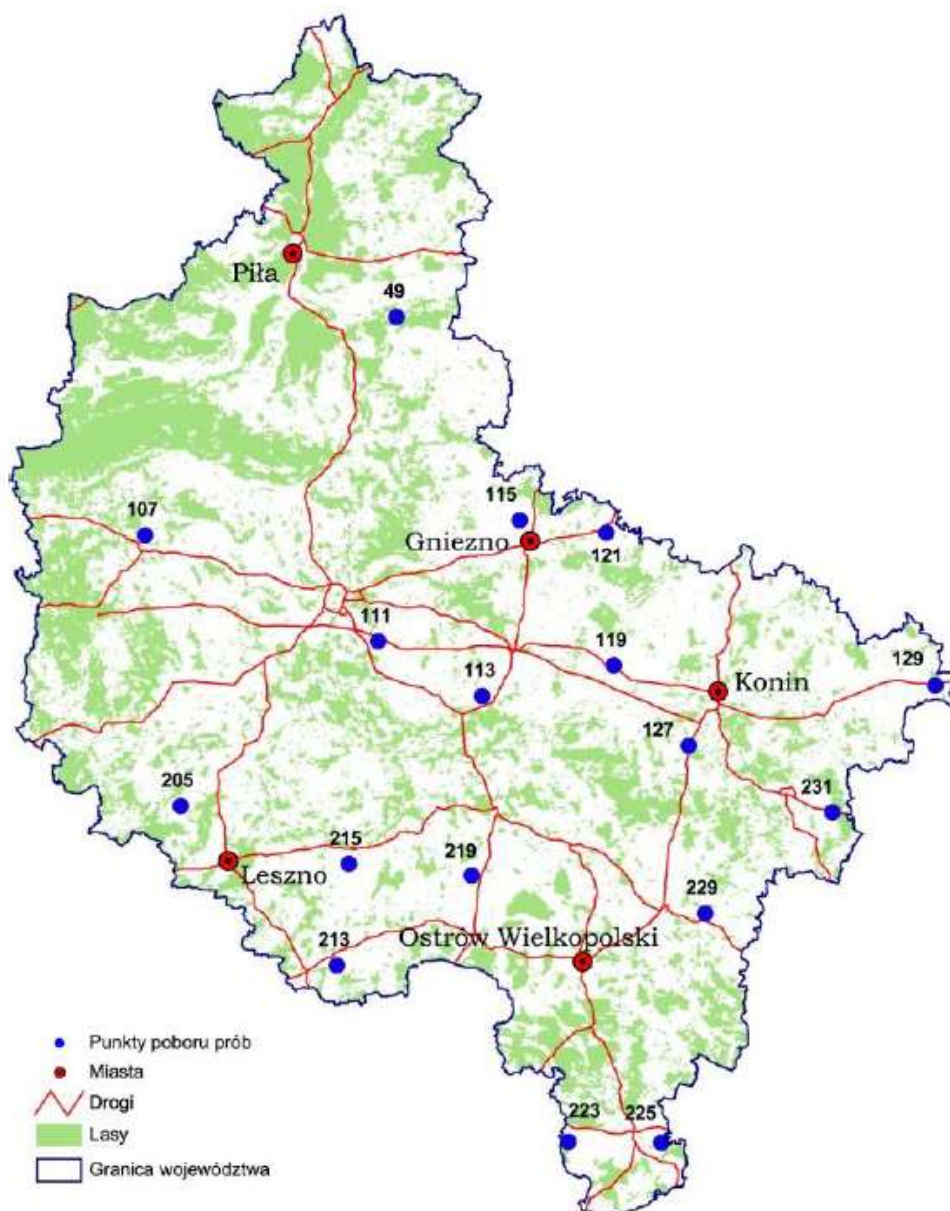 Piła
49
107
115
Gniezno
121
111
119
113
Konin
129
127
205
231
215
219
Leszno
229
213
Ostrów Wielkopolski
223
225
Punkty poboru prób
Miasta
Drogi
Lasy
Granica województwa